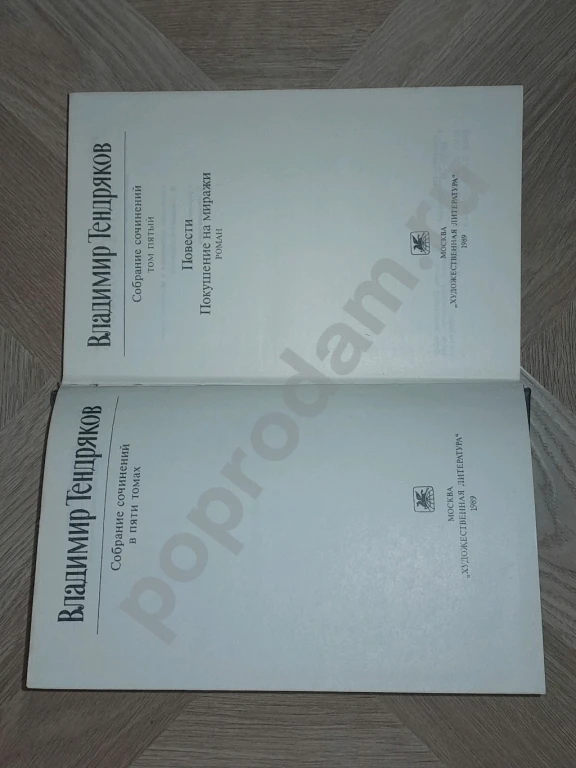 Владимир Тендряков
Собрание сочинений
в пяти томах
МОСКВА
„ХУДОЖЕСТВЕННАЯ ЛИТЕРАТУРА“
1989
Владимир Тендряков
Собрание сочинений
ТОМ ПЯТЫЙ
Повести
Покушение на миражи
РОМАН
МОСКВА
„ХУДОЖЕСТВЕННАЯ ЛИТЕРАТУРА“
1989
poprodam.ru